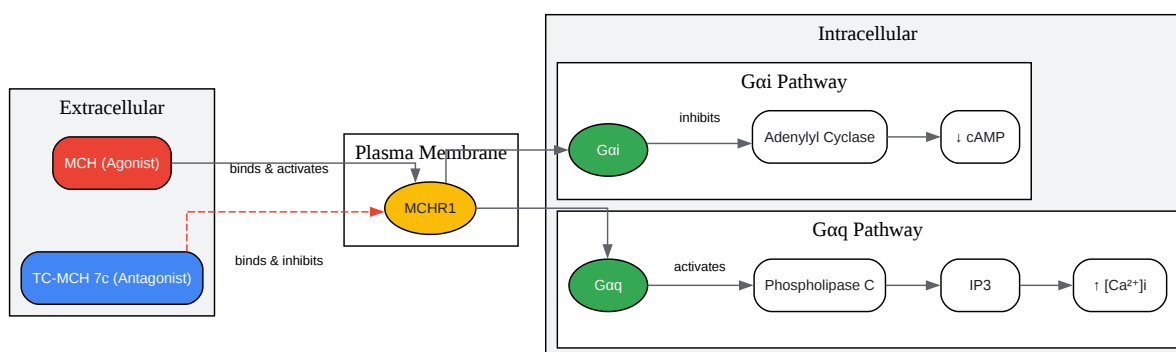 Extracellular
MCH (Agonist)
TC-MCH 7c (Antagonist)
binds & activates
binds & inhibits
Plasma Membrane
MCHR1
Intracellular
Gαi Pathway
Gαi
inhibits
Adenylyl Cyclase
↓ cAMP
Gαq Pathway
Gαq
activates
Phospholipase C
IP3
↑ [Ca²⁺]i